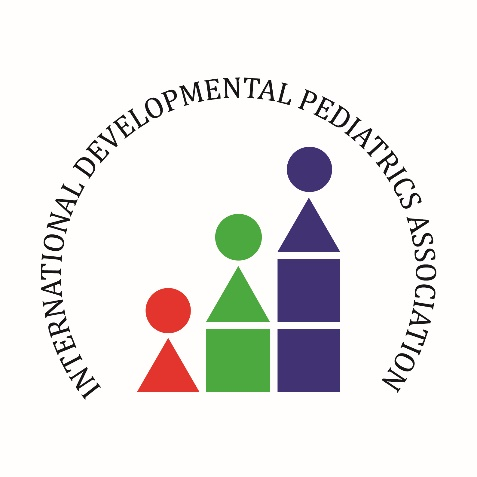 INTERNATIONAL DEVELOPMENTAL PEDIATRICS ASSOCIATION